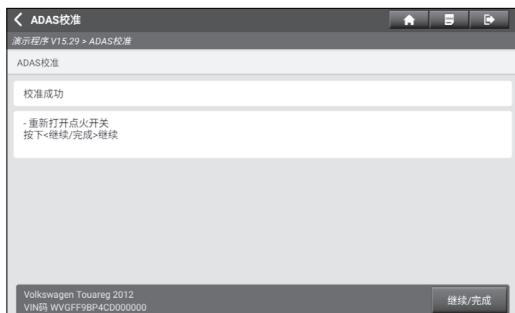 ADAS校准
演示程序 V15.29 > ADAS校准
ADAS校准
校准成功
- 重新打开点火开关
按下<继续/完成>继续
Volkswagen Touareg 2012
VIN码 WVGFF9BP4CD000000
继续/完成